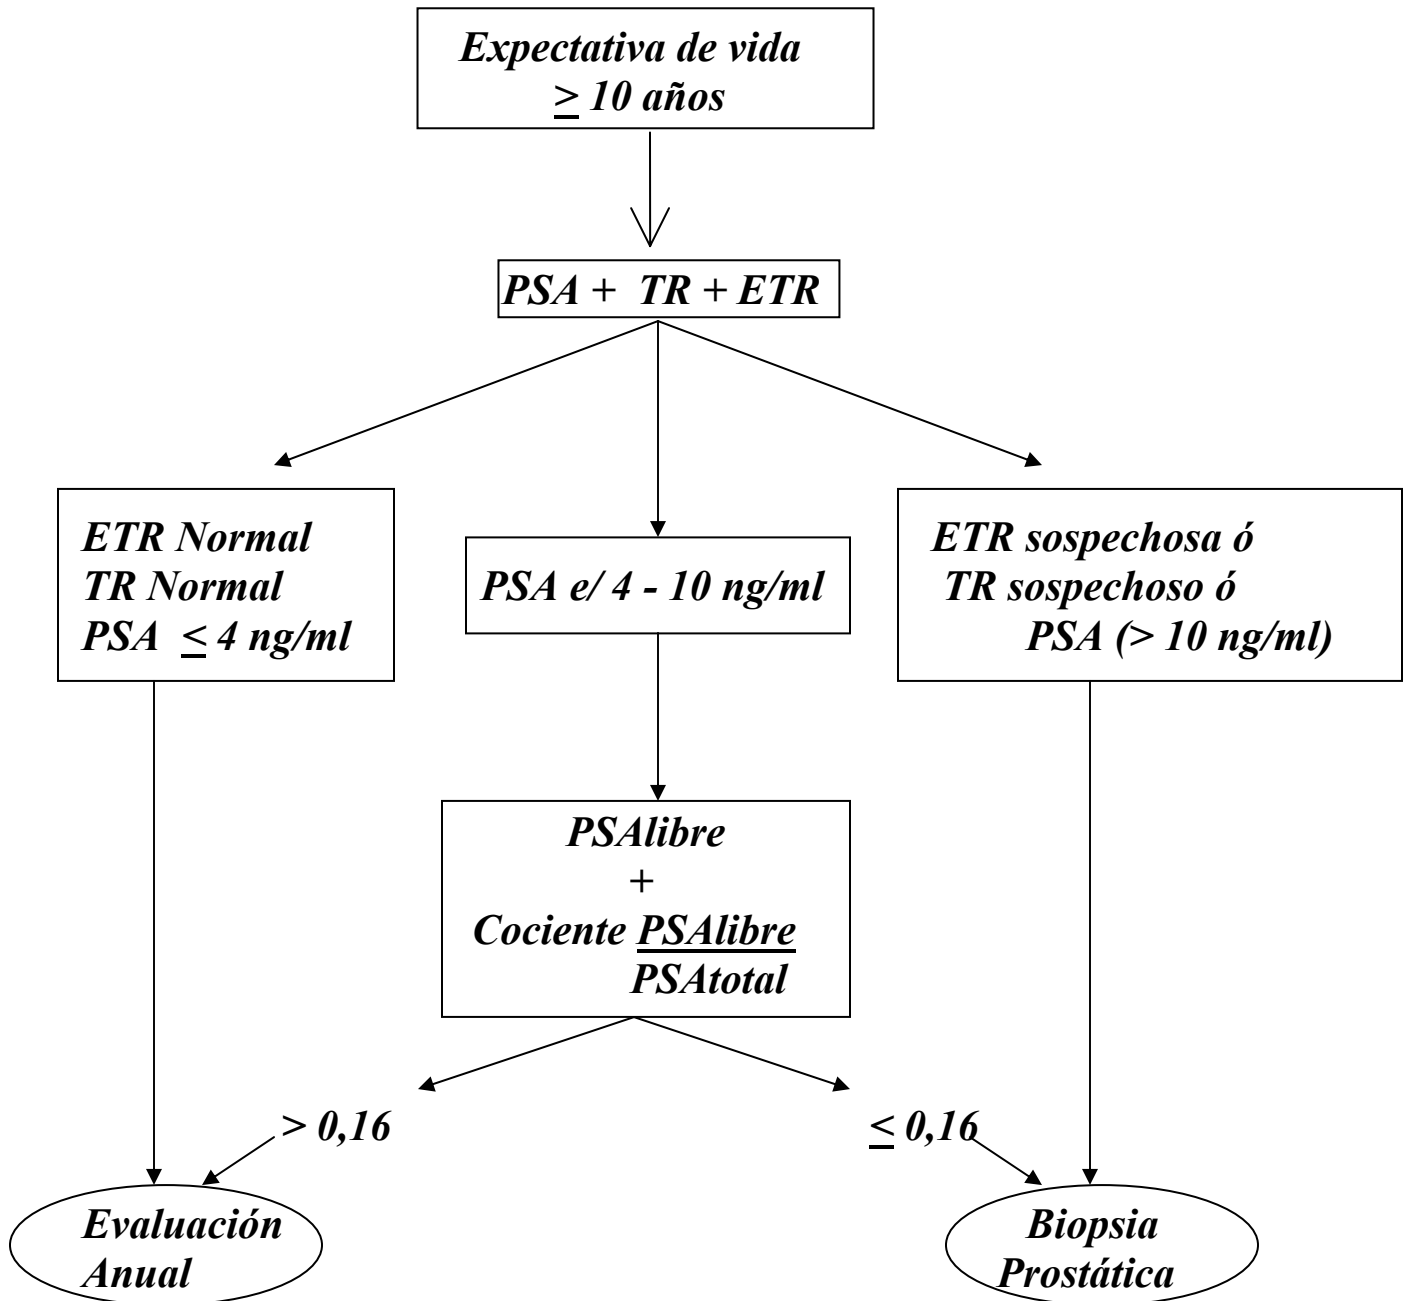 Expectativa de vida
≥ 10 años
PSA + TR + ETR
ETR Normal
TR Normal
PSA ≤ 4 ng/ml
PSA e/ 4 - 10 ng/ml
ETR sospechosa ó
TR sospechoso ó
PSA (> 10 ng/ml)
PSAlibre
+
Cociente PSAlibre
PSAtotal
> 0,16
≤ 0,16
Evaluación
Anual
Biopsia
Prostática